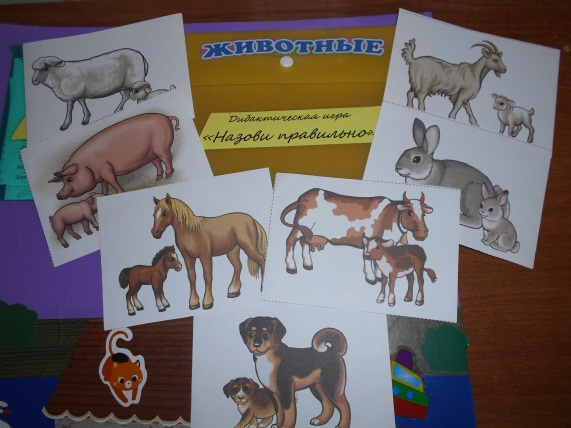 ЖИВОТНЫЕ
Дидактическая игра
«Назови правильно»